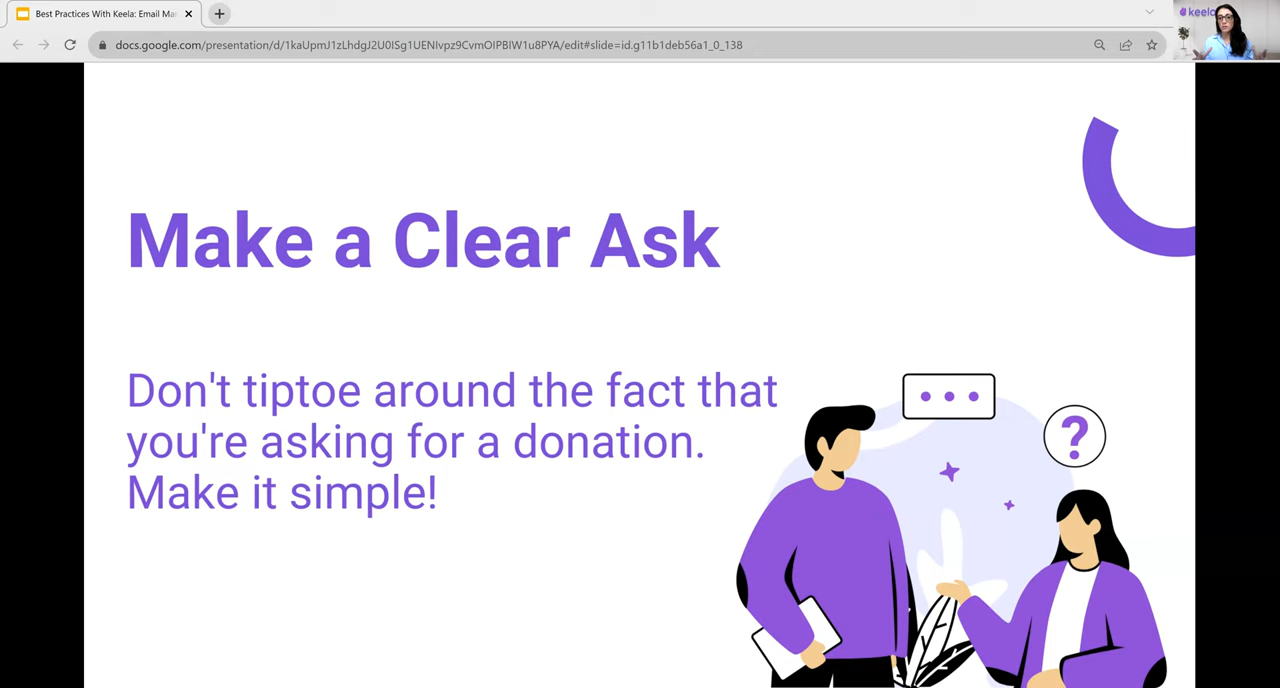 Best Practices With Keela: Email Ma
docs.google.com/presentation/d/1kaUpmJ1zLhdgJ2U0ISg1UENIvpz9CvmOIPBIW1u8PYA/edit#slide=id.g11b1deb56a1_0_138
keela
Make a Clear Ask
Don't tiptoe around the fact that
you're asking for a donation.
Make it simple!
?